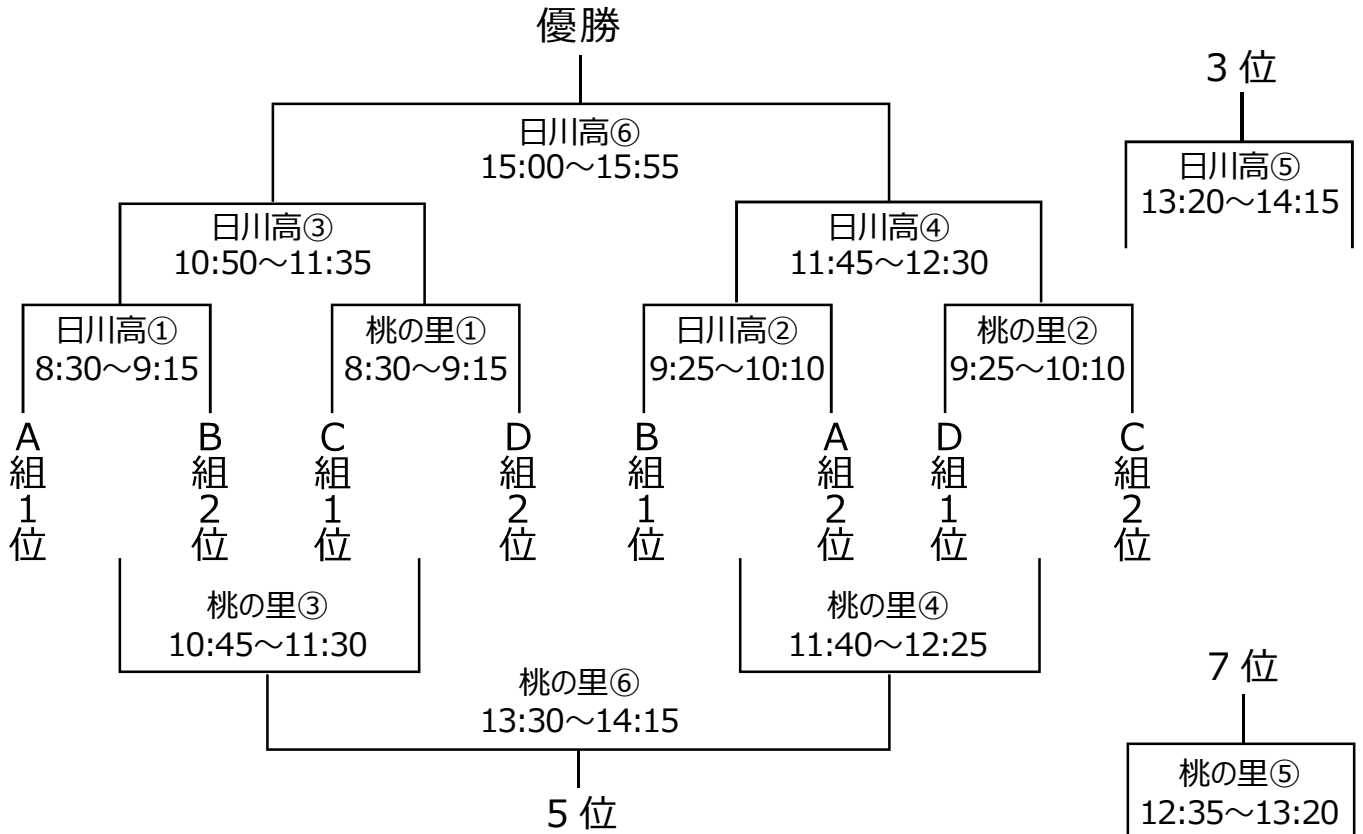 優勝
3位
日川高⑥
15:00～15:55
日川高⑤
13:20～14:15
日川高③
10:50～11:35
日川高④
11:45～12:30
日川高①
8:30～9:15
桃の里①
8:30～9:15
日川高②
9:25～10:10
桃の里②
9:25～10:10
A組1位
B組2位
C組1位
D組2位
B組1位
A組2位
D組1位
C組2位
桃の里③
10:45～11:30
桃の里④
11:40～12:25
桃の里⑥
13:30～14:15
5位
7位
桃の里⑤
12:35～13:20